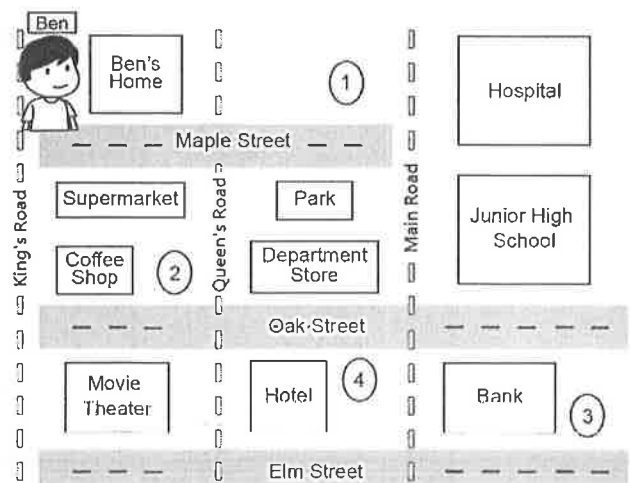 Ben
Ben's
Home
1
Hospital
Maple Street
King's Road
Supermarket
Queen's Road
Park
Main Road
Junior High
School
Coffee
Shop
2
Department
Store
Oak Street
Movie
Theater
Hotel
4
Bank
3
Elm Street